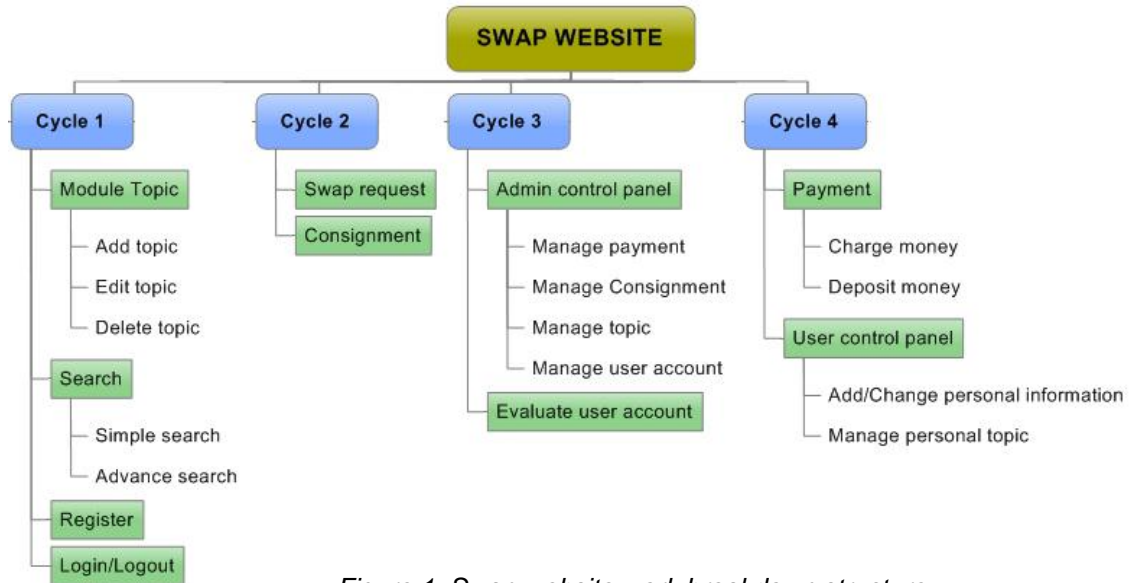 SWAP WEBSITE
Cycle 1
Module Topic
Add topic
Edit topic
Delete topic
Search
Simple search
Advance search
Register
Login/Logout
Cycle 2
Swap request
Consignment
Cycle 3
Admin control panel
Manage payment
Manage Consignment
Manage topic
Manage user account
Evaluate user account
Cycle 4
Payment
Charge money
Deposit money
User control panel
Add/Change personal information
Manage personal topic
Figure 1. Swap website work breakdown structure